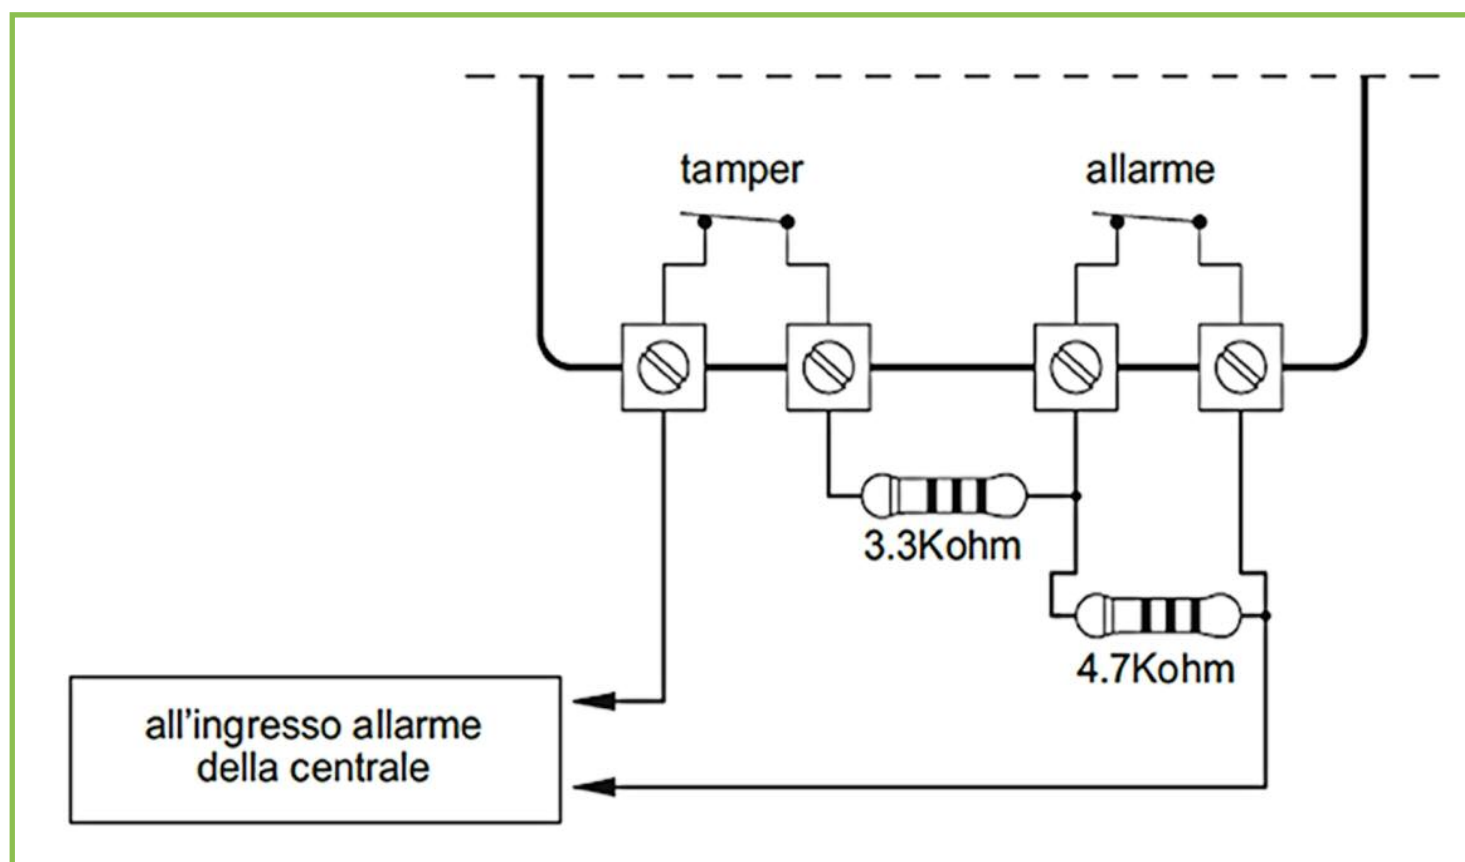 tamper
allarme
3.3Kohm
4.7Kohm
all'ingresso allarme
della centrale